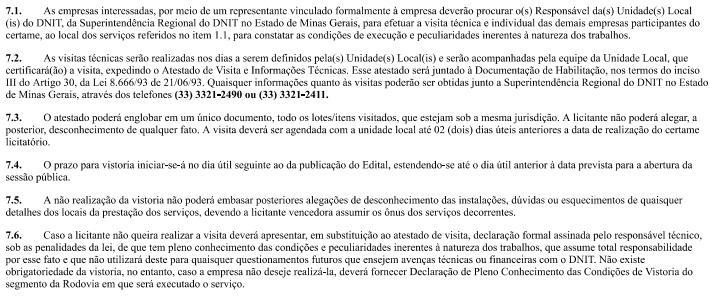 7.1. As empresas interessadas, por meio de um representante vinculado formalmente à empresa deverão procurar o(s) Responsável da(s) Unidade(s) Local
(is) do DNIT, da Superintendência Regional do DNIT no Estado de Minas Gerais, para efetuar a visita técnica e individual das demais empresas participantes do
certame, ao local dos serviços referidos no item 1.1, para constatar as condições de execução e peculiaridades inerentes à natureza dos trabalhos.
7.2. As visitas técnicas serão realizadas nos dias a serem definidos pela(s) Unidade(s) Local(is) e serão acompanhadas pela equipe da Unidade Local, que
certificará(ão) a visita, expedindo o Atestado de Visita e Informações Técnicas. Esse atestado será juntado à Documentação de Habilitação, nos termos do inciso
III do Artigo 30, da Lei 8.666/93 de 21/06/93. Quaisquer informações quanto às visitas poderão ser obtidas junto a Superintendência Regional do DNIT no Estado
de Minas Gerais, através dos telefones (33) 3321-2490 ou (33) 3321-2411.
7.3. O atestado poderá englobar em um único documento, todo os lotes/itens visitados, que estejam sob a mesma jurisdição. A licitante não poderá alegar, a
posterior, desconhecimento de qualquer fato. A visita deverá ser agendada com a unidade local até 02 (dois) dias úteis anteriores a data de realização do certame
licitatório.
7.4. O prazo para vistoria iniciar-se-á no dia útil seguinte ao da publicação do Edital, estendendo-se até o dia útil anterior à data prevista para a abertura da
sessão pública.
7.5. A não realização da vistoria não poderá embasar posteriores alegações de desconhecimento das instalações, dúvidas ou esquecimentos de quaisquer
detalhes dos locais da prestação dos serviços, devendo a licitante vencedora assumir os ônus dos serviços decorrentes.
7.6. Caso a licitante não queira realizar a visita deverá apresentar, em substituição ao atestado de visita, declaração formal assinada pelo responsável técnico,
sob as penalidades da lei, de que tem pleno conhecimento das condições e peculiaridades inerentes à natureza dos trabalhos, que assume total responsabilidade
por esse fato e que não utilizará deste para quaisquer questionamentos futuros que ensejem avenças técnicas ou financeiras com o DNIT. Não existe
obrigatoriedade da vistoria, no entanto, caso a empresa não deseje realizá-la, deverá fornecer Declaração de Pleno Conhecimento das Condições de Vistoria do
segmento da Rodovia em que será executado o serviço.